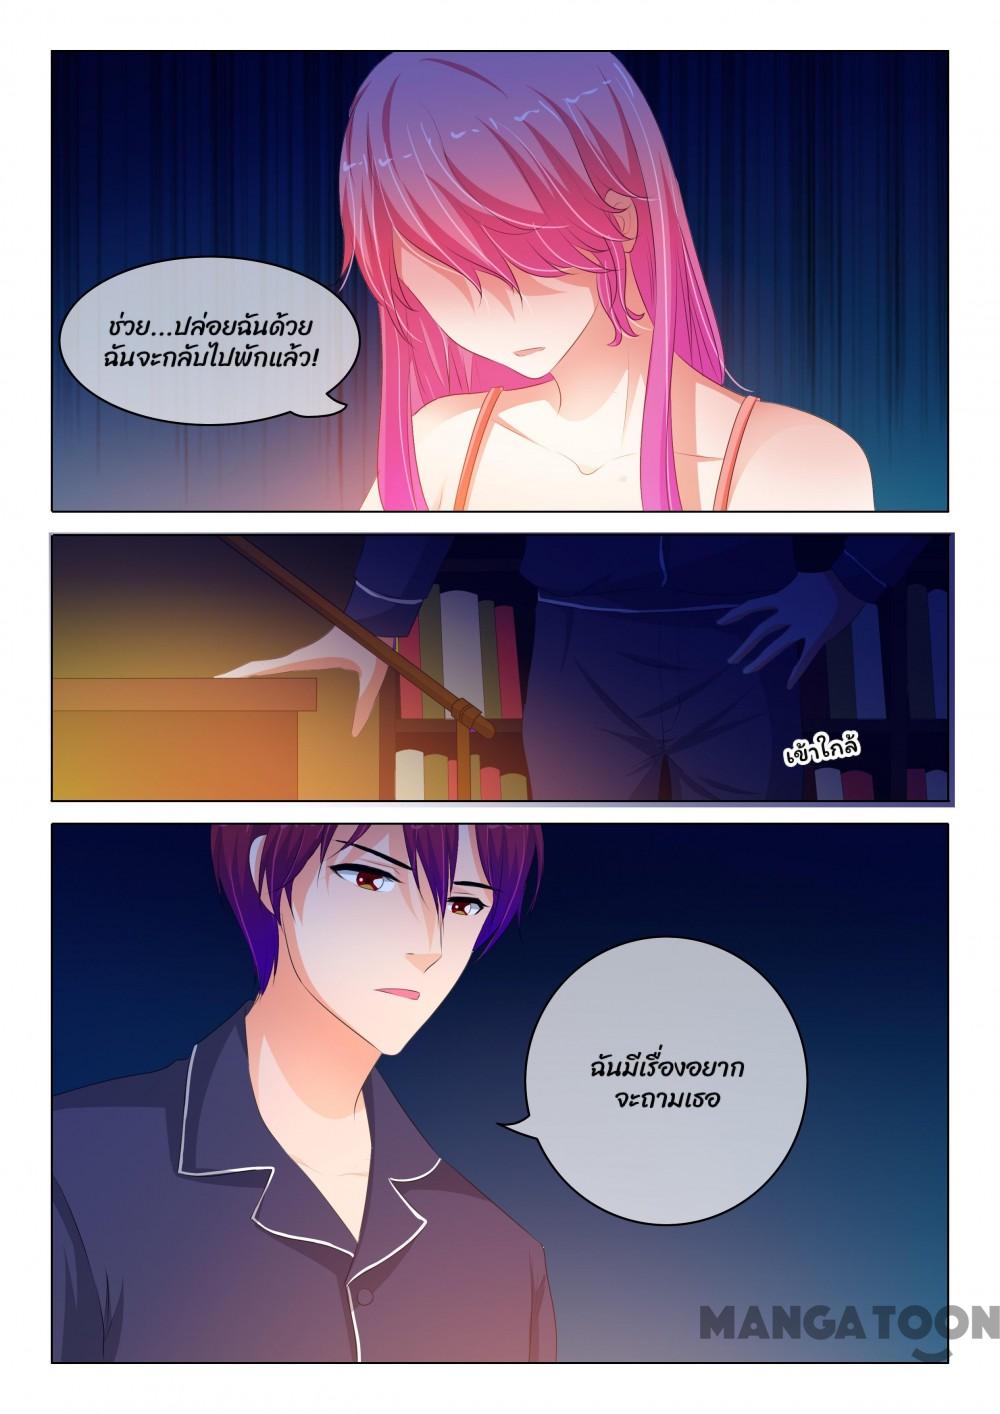 ช่วย...ปล่อยฉันด้วย
ฉันจะกลับไปพักแล้ว!
เข้าใกล้
ฉันมีเรื่องอยาก
จะถามเธอ
MANGATOON